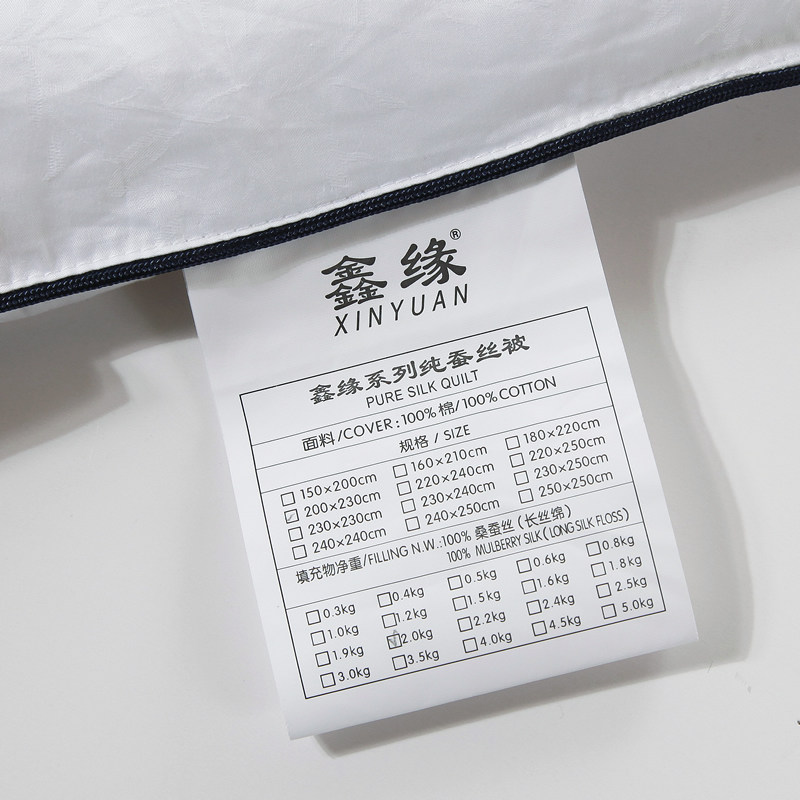 鑫缘®
XINYUAN
鑫缘系列纯蚕丝被
PURE SILK QUILT
面料/COVER:100%棉/100%COTTON
规格/SIZE
□150×200cm □160×210cm □180×220cm
☑200×230cm □220×240cm □220×250cm
□230×230cm □230×240cm □230×250cm
□240×240cm □240×250cm □250×250cm
填充物净重/FILLING N.W.:100% 桑蚕丝(长丝绵)
100% MULBERRY SILK(LONG SILK FLOSS)
□0.3kg □0.4kg □0.5kg □0.6kg □0.8kg
□1.0kg □1.2kg □1.5kg □1.6kg □1.8kg
□1.9kg ☑2.0kg □2.2kg □2.4kg □2.5kg
□3.0kg □3.5kg □4.0kg □4.5kg □5.0kg